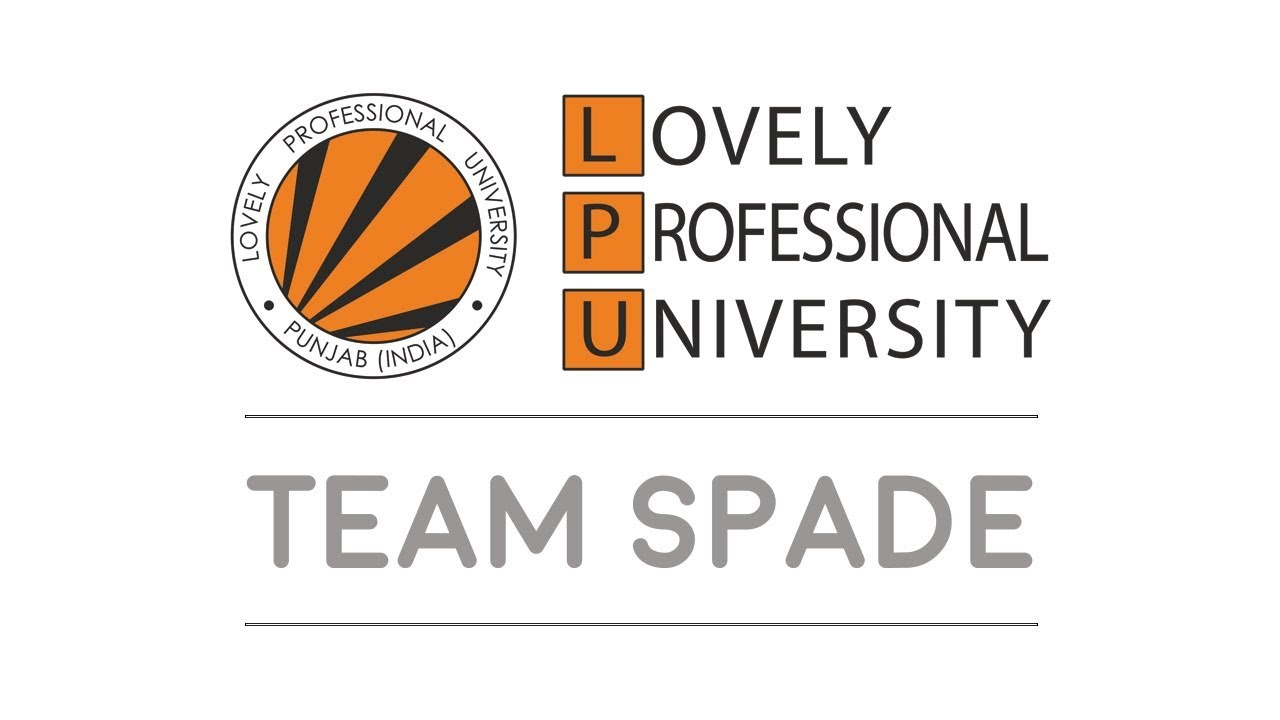 LOVELY PROFESSIONAL UNIVERSITY
PUNJAB (INDIA)
LOVELY
PROFESSIONAL
UNIVERSITY
TEAM SPADE